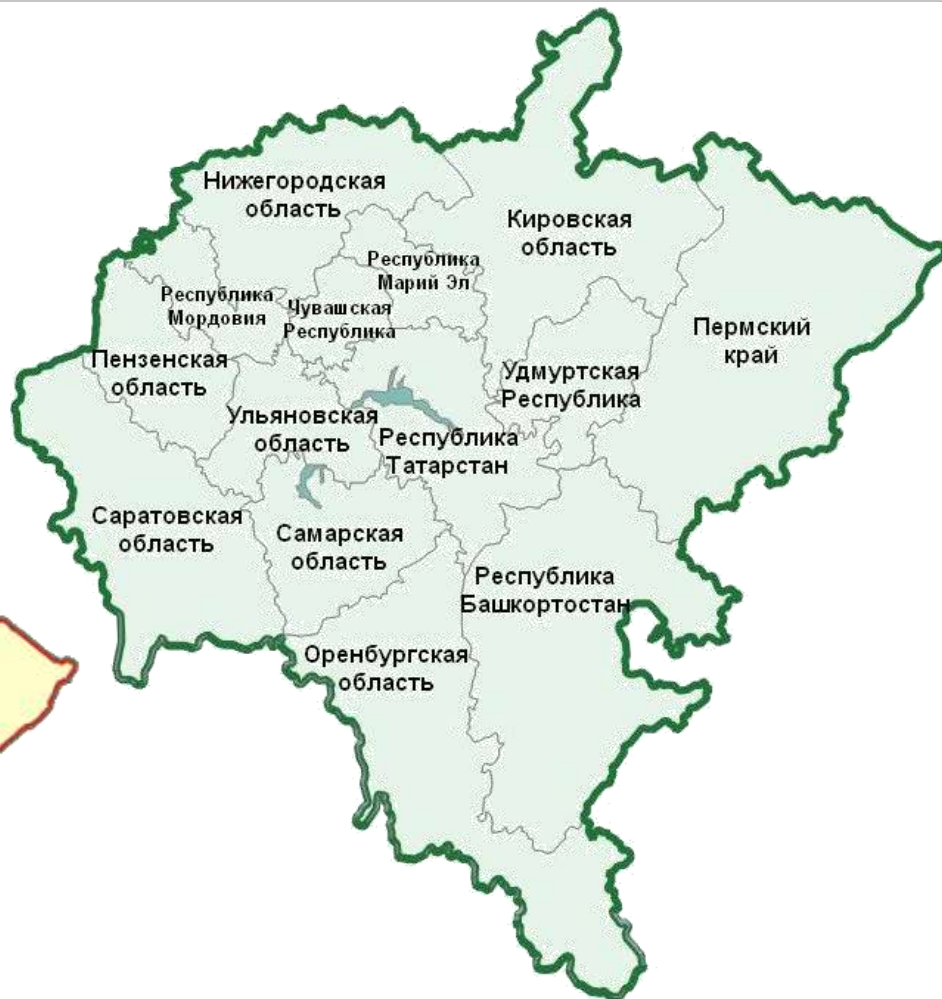 Нижегородская
область
Кировская
область
Республика
Марий Эл
Республика
Мордовия
Чувашская
Республика
Пермский
край
Пензенская
область
Удмуртская
Республика
Ульяновская
область
Республика
Татарстан
Саратовская
область
Самарская
область
Республика
Башкортостан
Оренбургская
область